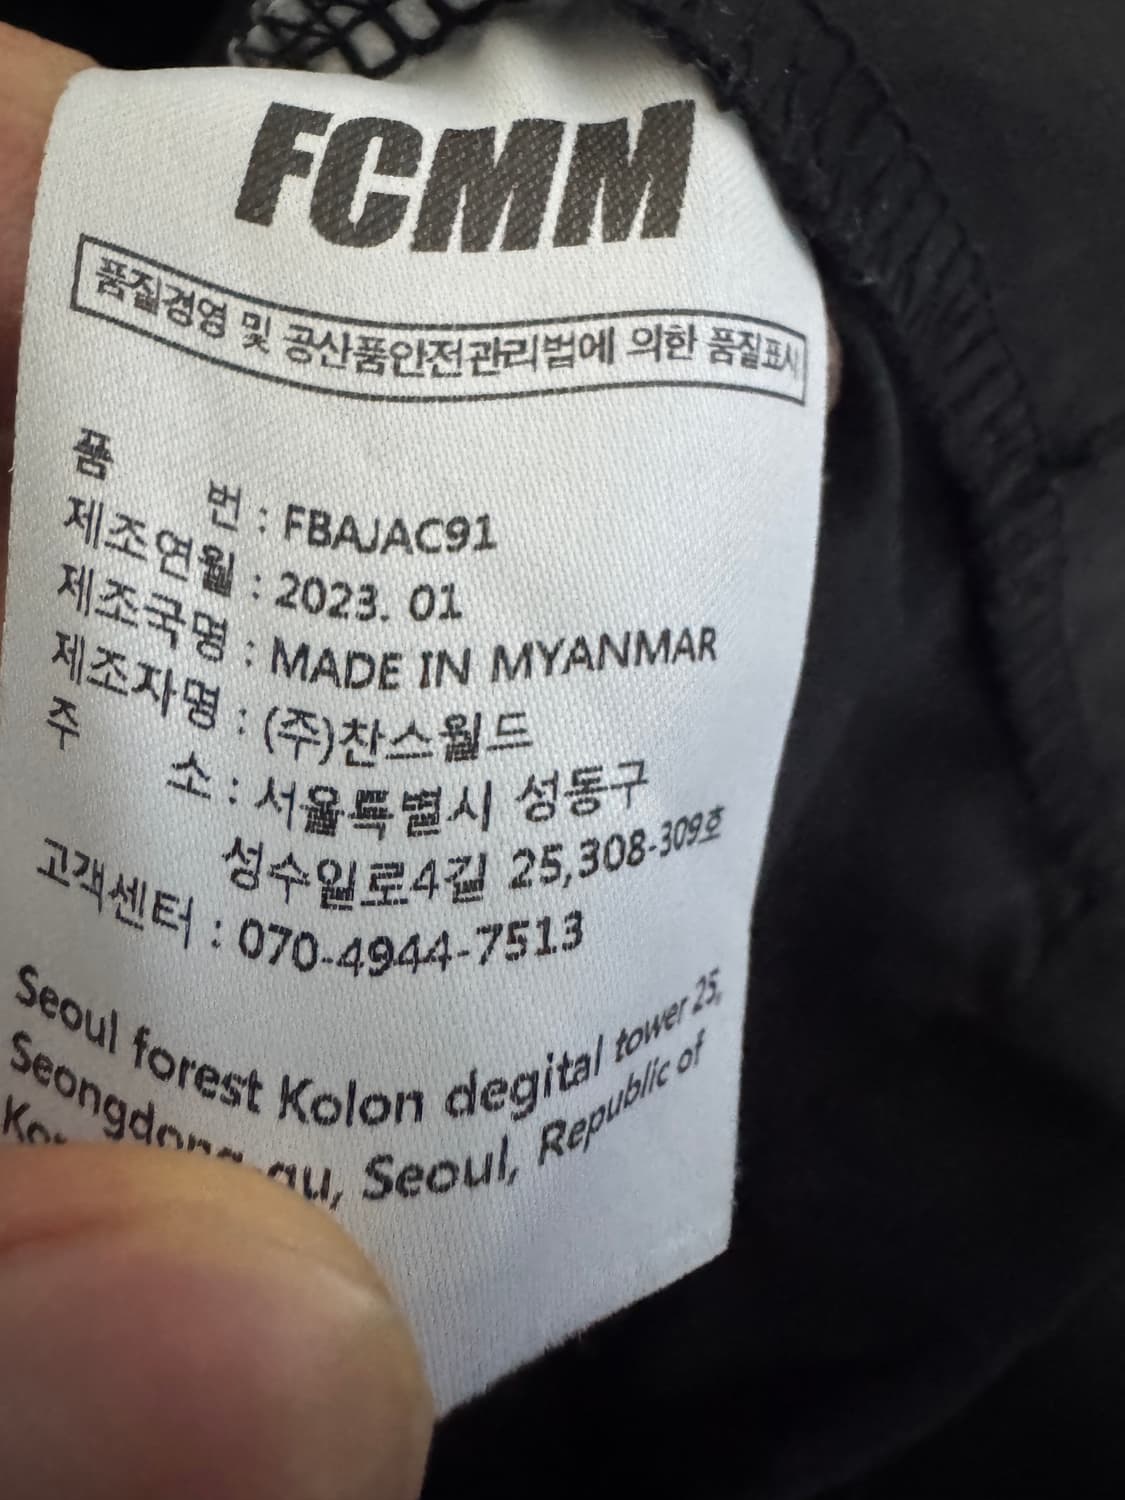 FCMM
품질경영 및 공산품안전관리법에 의한 품질표시
품 번 : FBAJAC91
제조연월 : 2023. 01
제조국명 : MADE IN MYANMAR
제조자명 : (주)찬스월드
주 소 : 서울특별시 성동구
성수일로4길 25,308-309호
고객센터 : 070-4944-7513
Seoul forest Kolon degital tower 25,
Seongdong-gu, Seoul, Republic of